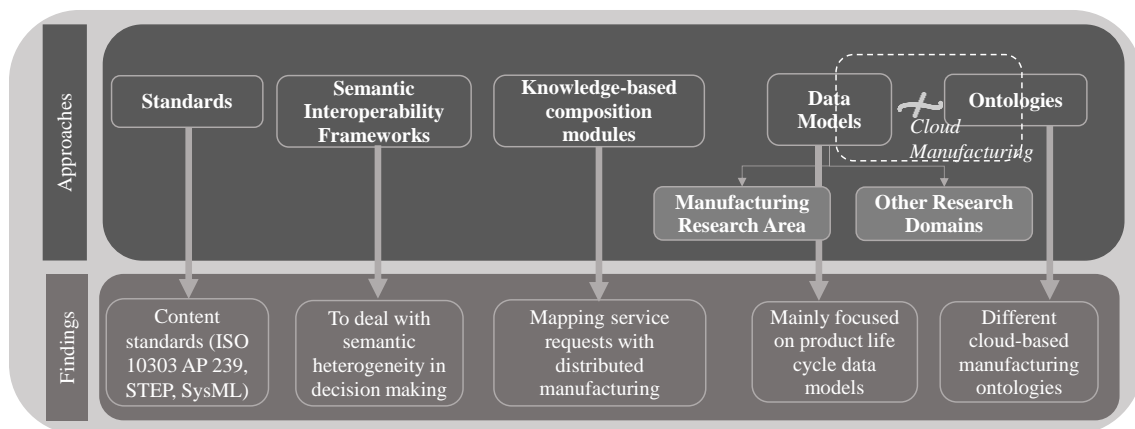 Approaches
Standards
Semantic
Interoperability
Frameworks
Knowledge-based
composition
modules
Data
Models
Ontologies
Cloud
Manufacturing
Manufacturing
Research Area
Other Research
Domains
Findings
Content
standards (ISO
10303 AP 239,
STEP, SysML)
To deal with
semantic
heterogeneity in
decision making
Mapping service
requests with
distributed
manufacturing
Mainly focused
on product life
cycle data
models
Different
cloud-based
manufacturing
ontologies